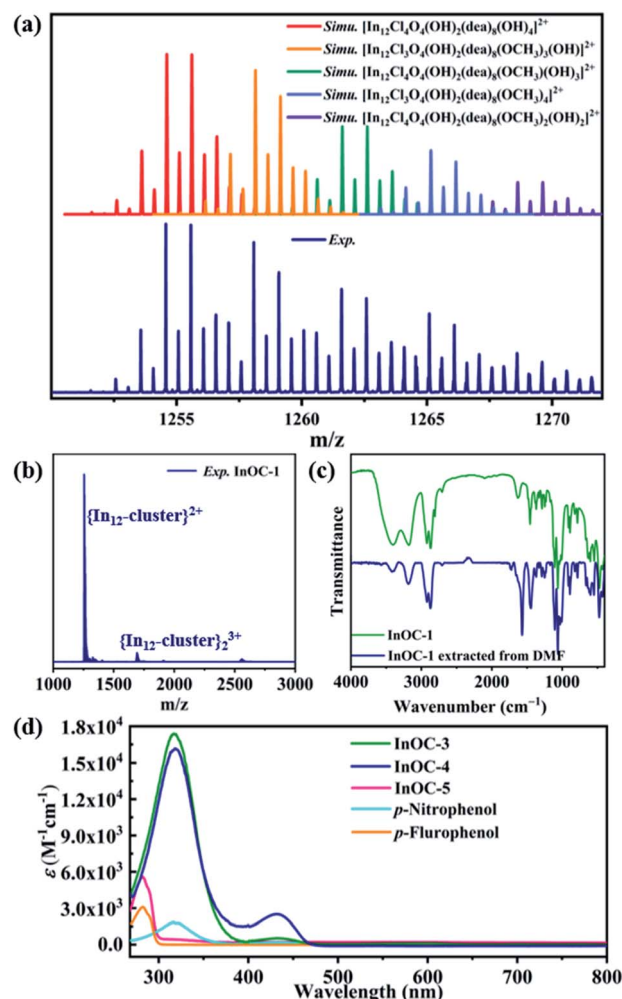 (a)
Simu. [In₁₂Cl₄O₄(OH)₂(dea)₈(OH)₄]²⁺
Simu. [In₁₂Cl₃O₄(OH)₂(dea)₈(OCH₃)₃(OH)]²⁺
Simu. [In₁₂Cl₄O₄(OH)₂(dea)₈(OCH₃)(OH)₃]²⁺
Simu. [In₁₂Cl₃O₄(OH)₂(dea)₈(OCH₃)₄]²⁺
Simu. [In₁₂Cl₄O₄(OH)₂(dea)₈(OCH₃)₂(OH)₂]²⁺
Exp.
1255 1260 1265 1270
m/z
(b)
Exp. InOC-1
{In₁₂-cluster}²⁺
{In₁₂-cluster}₂³⁺
1000 1500 2000 2500 3000
m/z
(c)
Transmittance
InOC-1
InOC-1 extracted from DMF
4000 3000 2000 1000
Wavenumber (cm⁻¹)
(d)
ε (M⁻¹cm⁻¹)
1.8x10⁴
1.5x10⁴
1.2x10⁴
9.0x10³
6.0x10³
3.0x10³
0.0
InOC-3
InOC-4
InOC-5
p-Nitrophenol
p-Flurophenol
300 400 500 600 700 800
Wavelength (nm)